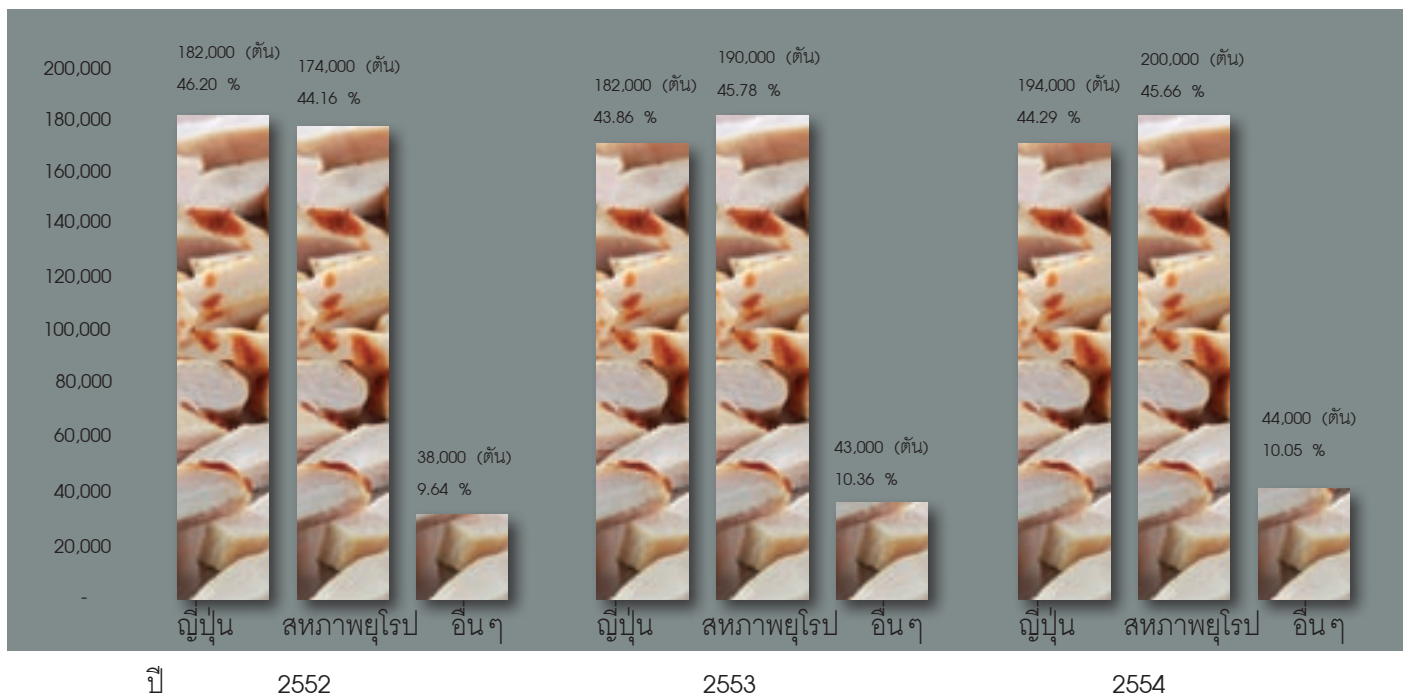 200,000
180,000
160,000
140,000
120,000
100,000
80,000
60,000
40,000
20,000
-
182,000 (ตัน)
46.20 %
174,000 (ตัน)
44.16 %
38,000 (ตัน)
9.64 %
182,000 (ตัน)
43.86 %
190,000 (ตัน)
45.78 %
43,000 (ตัน)
10.36 %
194,000 (ตัน)
44.29 %
200,000 (ตัน)
45.66 %
44,000 (ตัน)
10.05 %
ญี่ปุ่น สหภาพยุโรป อื่นๆ ญี่ปุ่น สหภาพยุโรป อื่นๆ ญี่ปุ่น สหภาพยุโรป อื่นๆ
ปี 2552 2553 2554